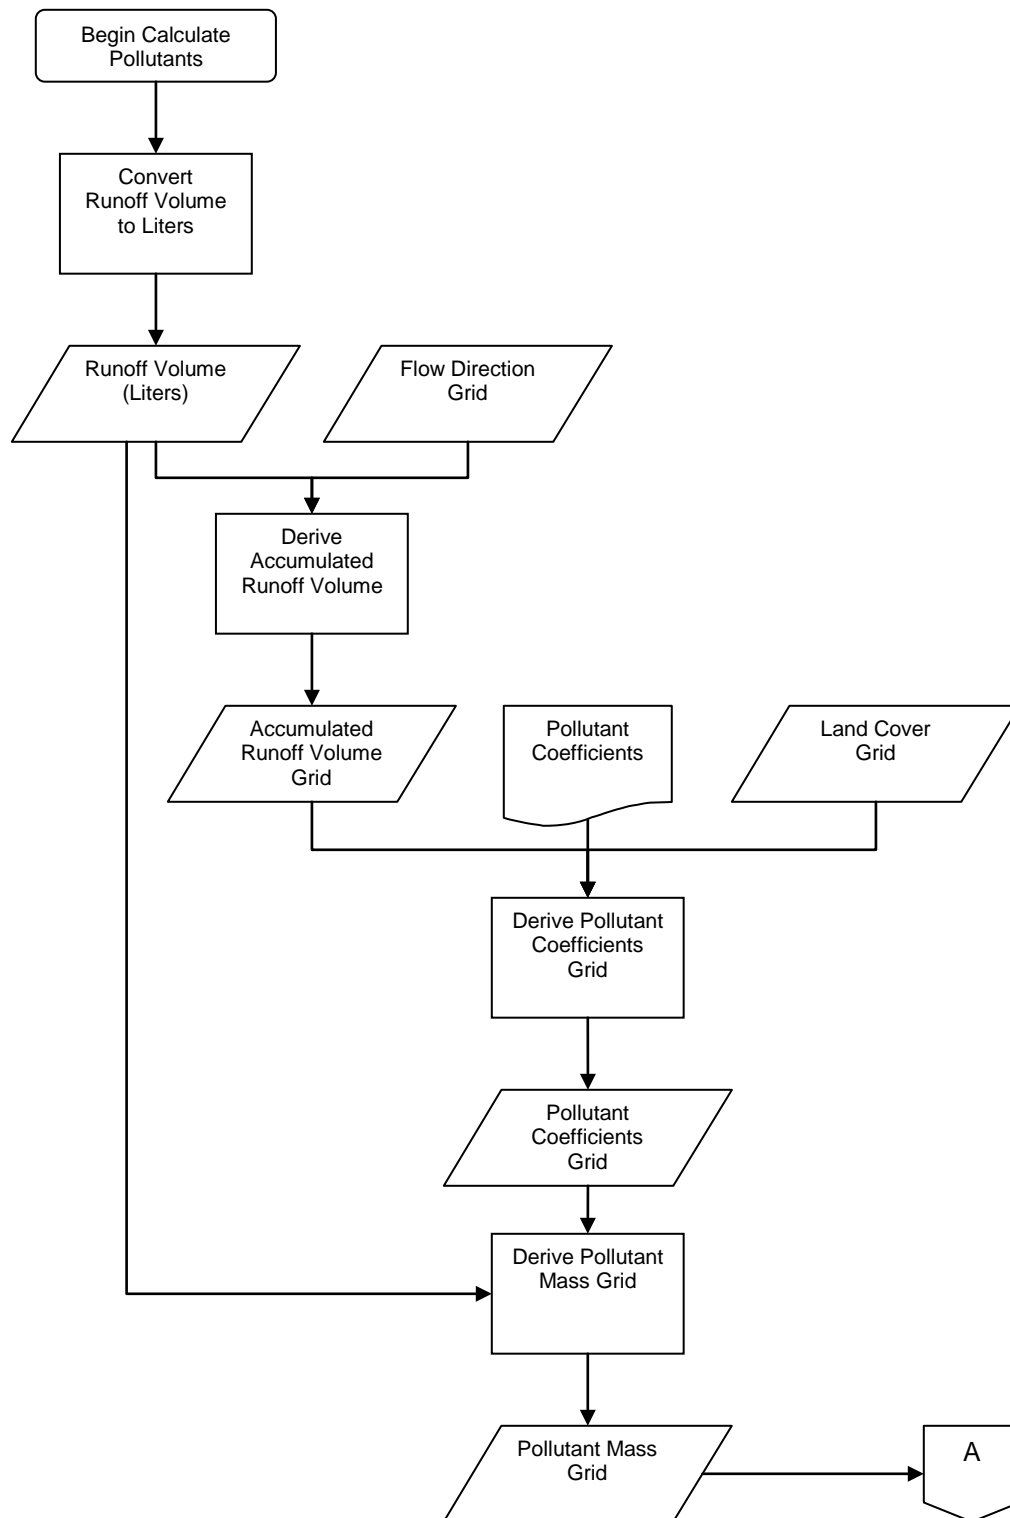 Begin Calculate
Pollutants
Convert
Runoff Volume
to Liters
Runoff Volume
(Liters)
Flow Direction
Grid
Derive
Accumulated
Runoff Volume
Accumulated
Runoff Volume
Grid
Pollutant
Coefficients
Land Cover
Grid
Derive Pollutant
Coefficients
Grid
Pollutant
Coefficients
Grid
Derive Pollutant
Mass Grid
Pollutant Mass
Grid
A